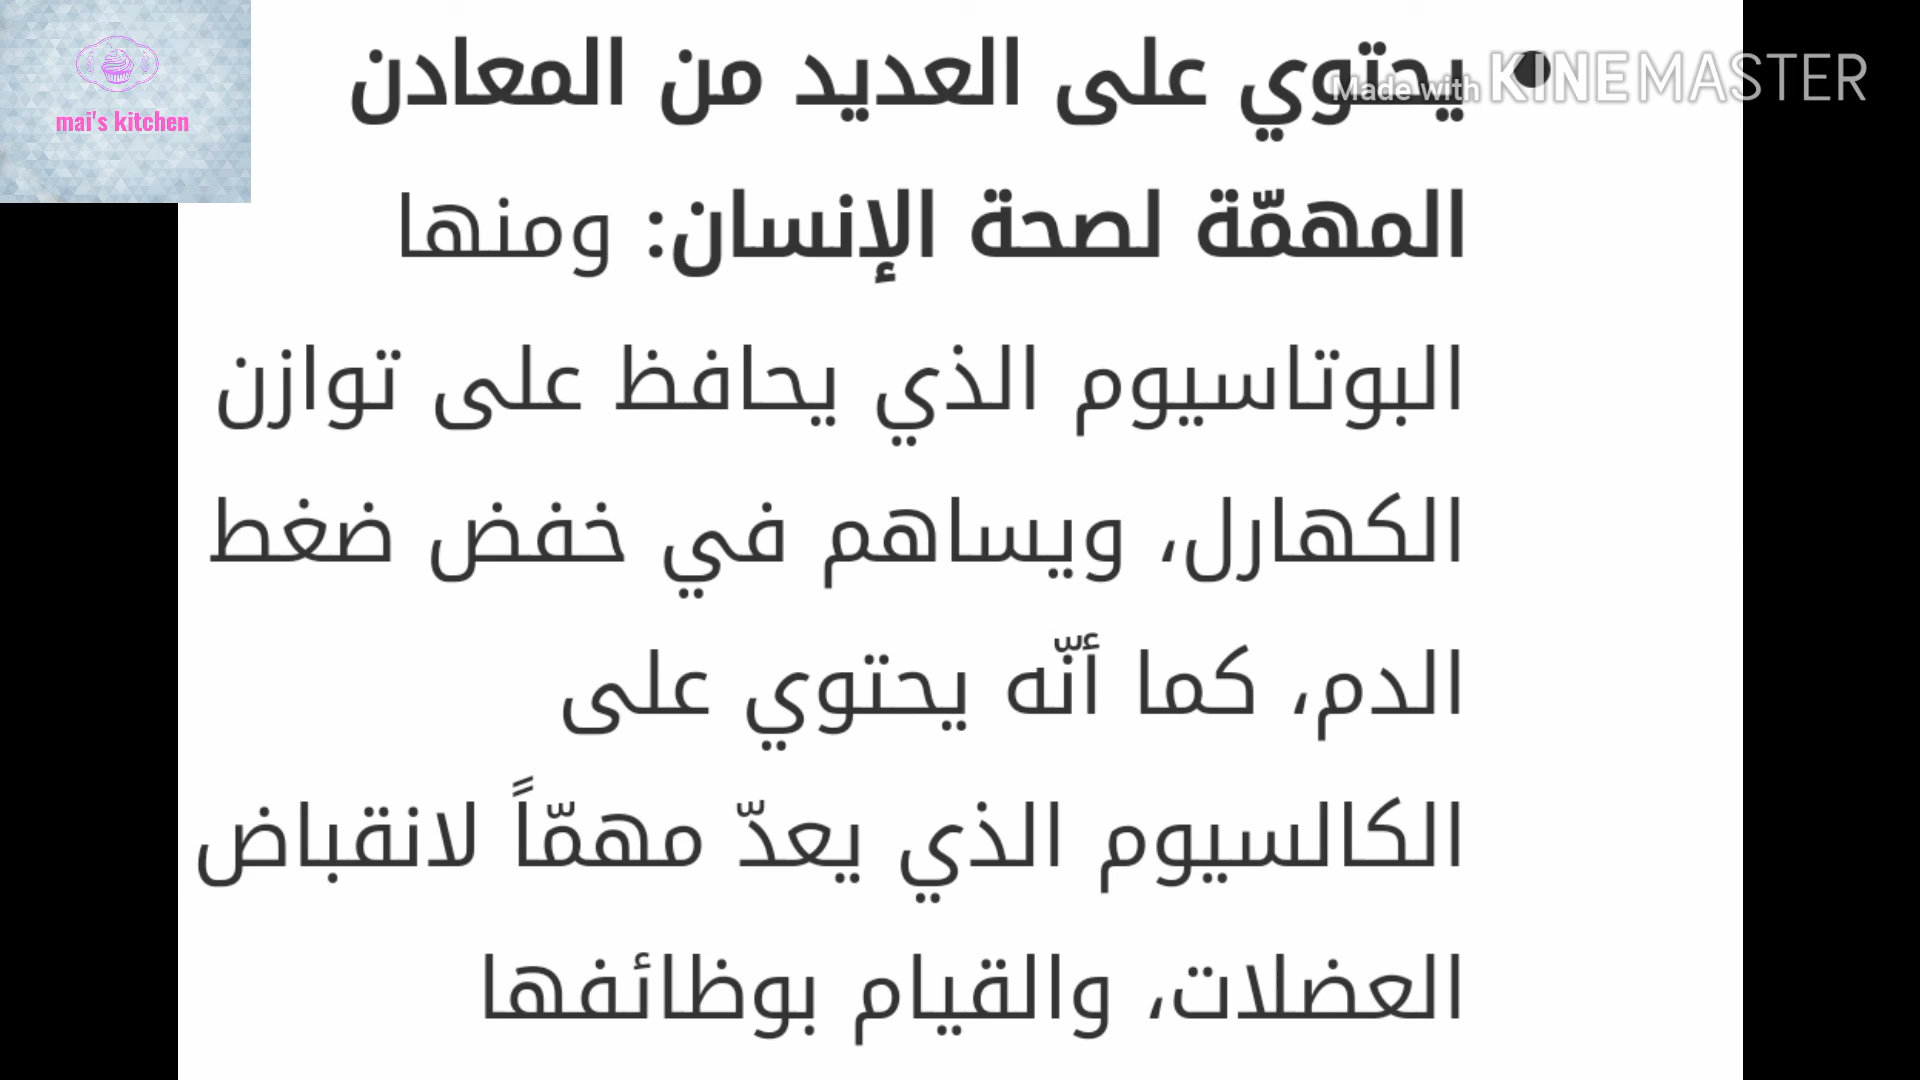 mai's kitchen
Made with KINEMASTER
• يحتوي على العديد من المعادن
المهمّة لصحة الإنسان: ومنها
البوتاسيوم الذي يحافظ على توازن
الكهارل، ويساهم في خفض ضغط
الدم، كما أنّه يحتوي على
الكالسيوم الذي يعدّ مهمّاً لانقباض
العضلات، والقيام بوظائفها